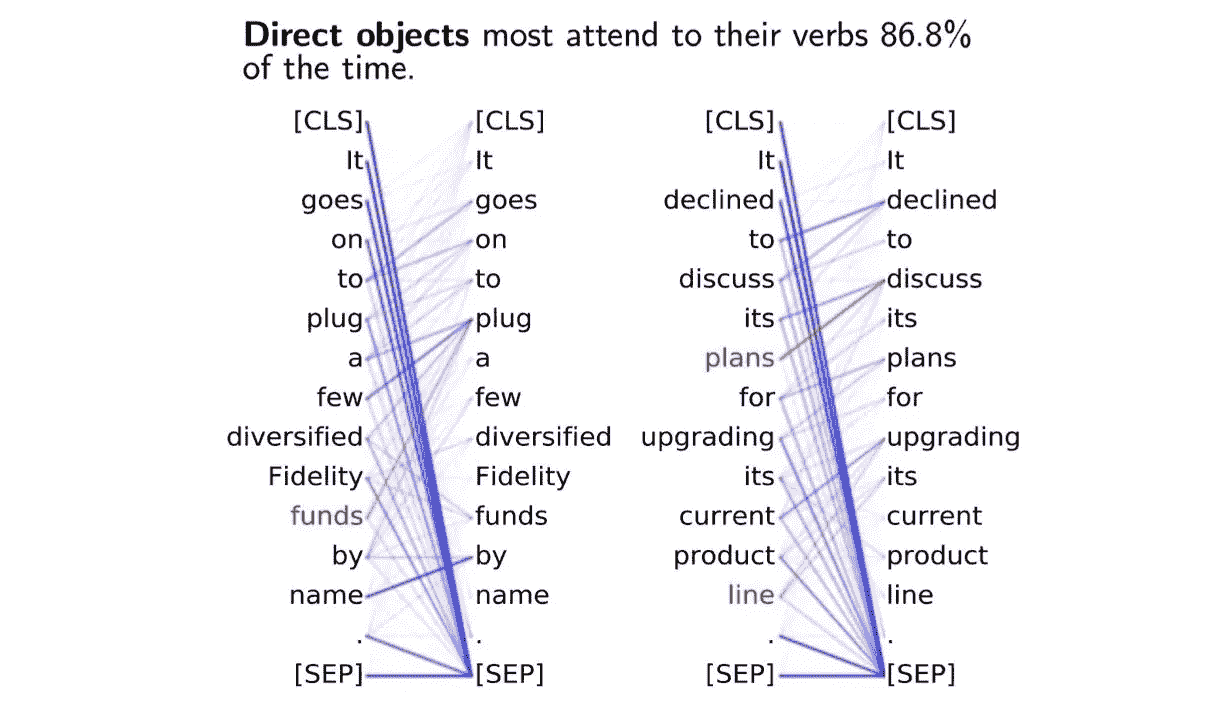 Direct objects most attend to their verbs 86.8%
of the time.
[CLS] [CLS] [CLS] [CLS]
It It It It
goes goes declined declined
on on to to
to to discuss discuss
plug plug its its
a a plans plans
few few for for
diversified diversified upgrading upgrading
Fidelity Fidelity its its
funds funds current current
by by product product
name name line line
. . . .
[SEP] [SEP] [SEP] [SEP]